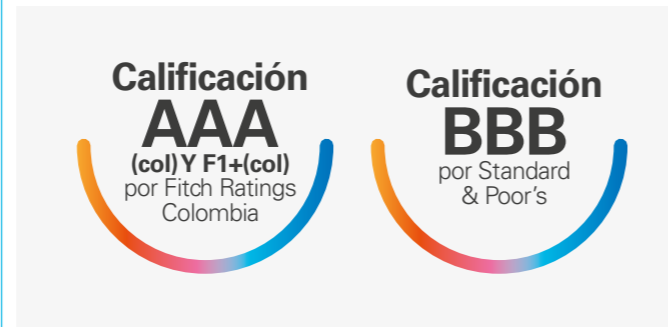 Calificación
AAA
(col) Y F1+(col)
por Fitch Ratings
Colombia
Calificación
BBB
por Standard
& Poor's